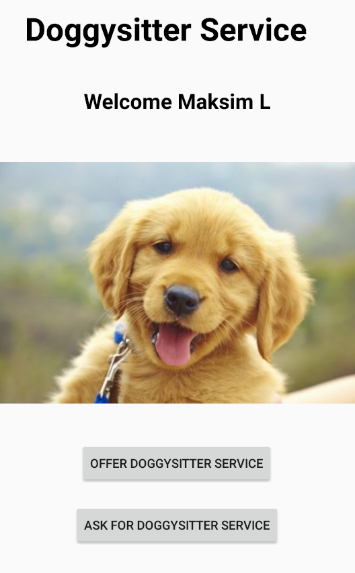 Doggysitter Service
Welcome Maksim L
OFFER DOGGYSITTER SERVICE
ASK FOR DOGGYSITTER SERVICE